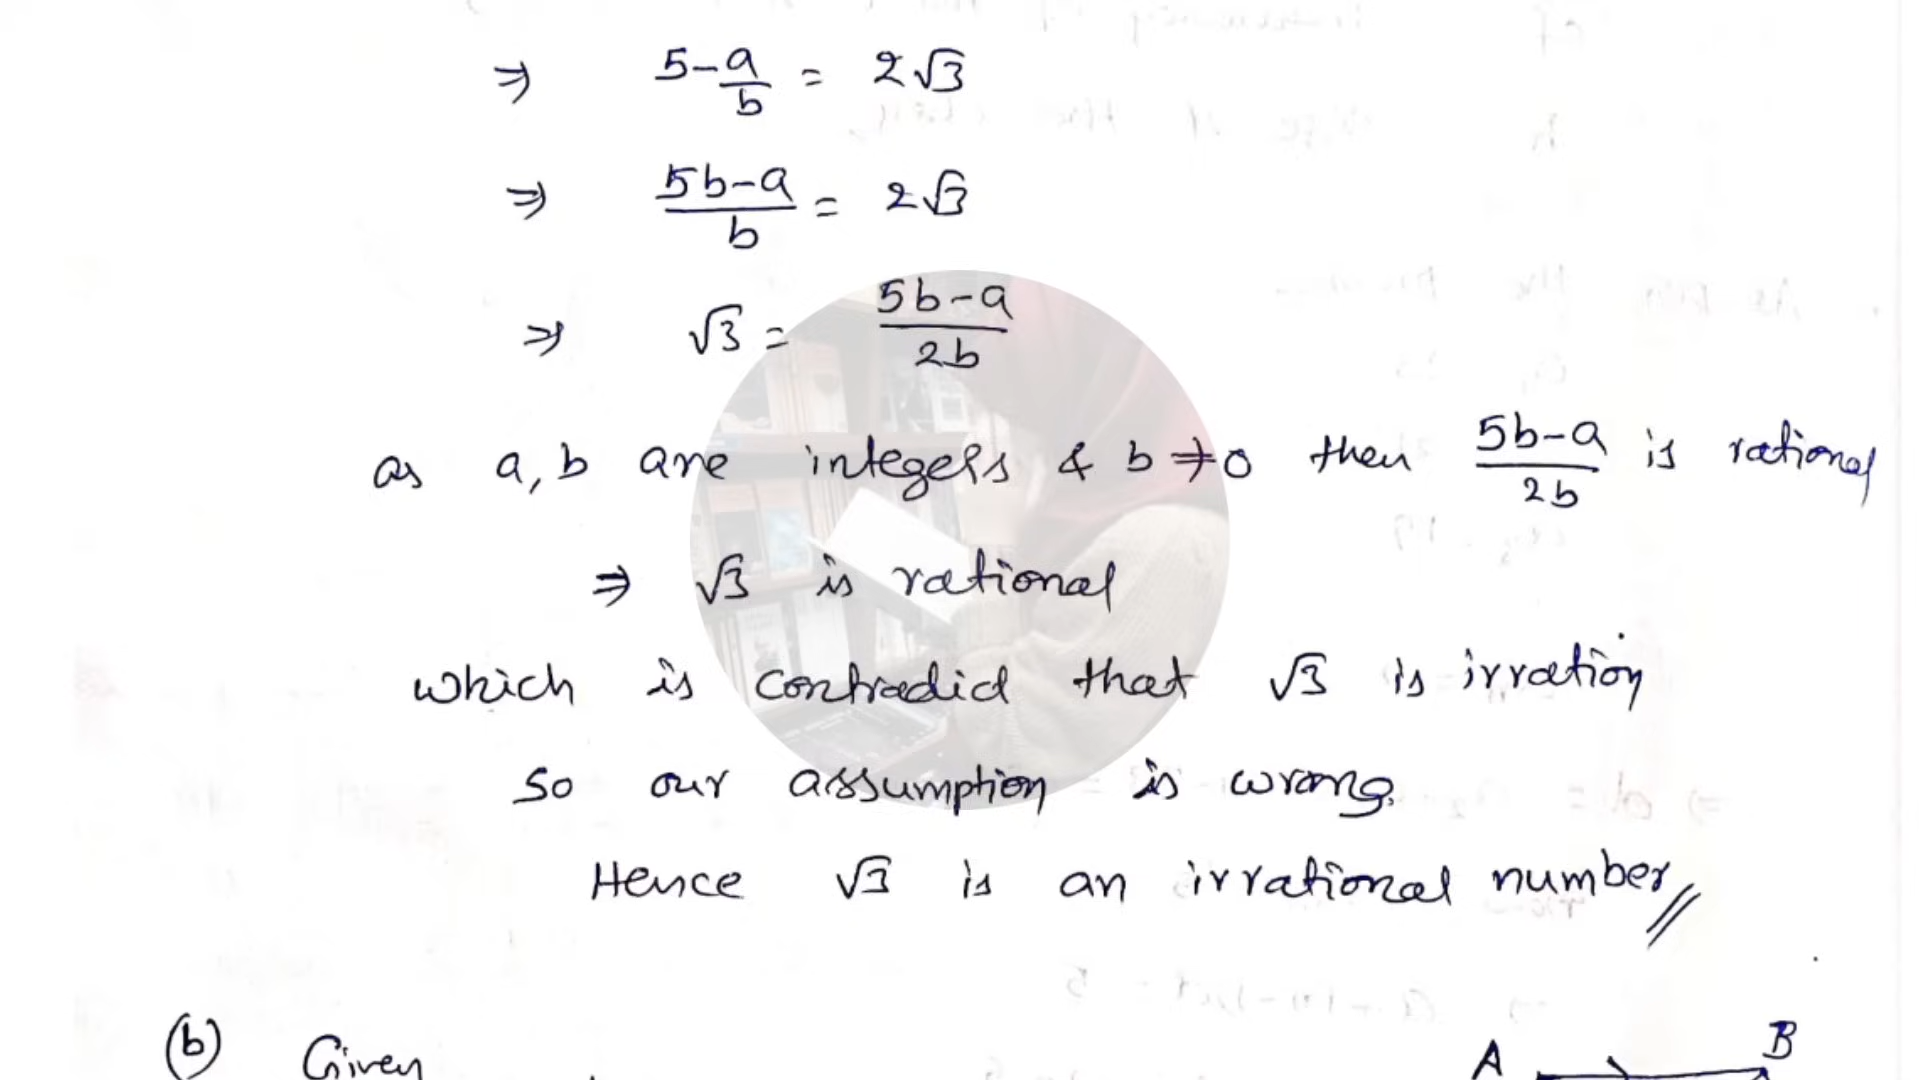 ⇒ 5-a/b = 2√3
⇒ (5b-a)/b = 2√3
⇒ √3 = (5b-a)/2b
as a, b are integers & b ≠ 0 then (5b-a)/2b is rational
⇒ √3 is rational
which is contradict that √3 is irration
So our assumption is wrong.
Hence √3 is an irrational number
(b) Given
A B